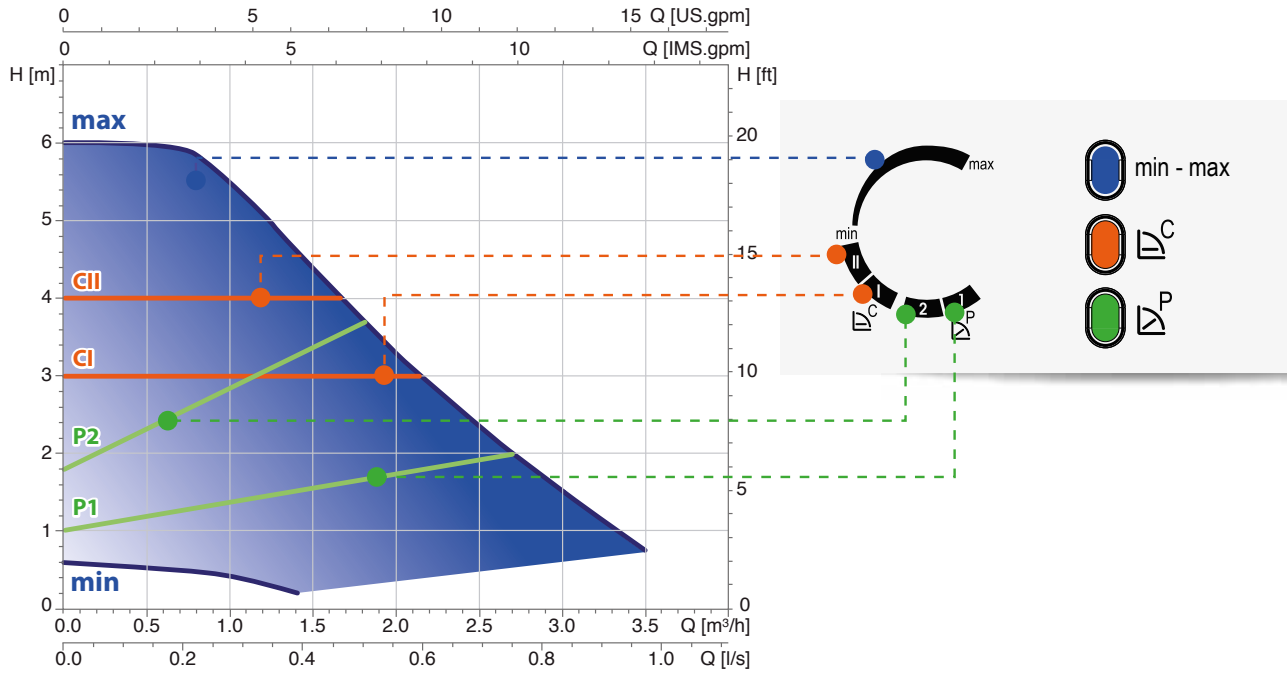 0 5 10 15 Q [US.gpm]
0 5 10 Q [IMS.gpm]
H [m] H [ft]
max
6 20
5
15
CII
4
CI
3 10
P2
2
P1 5
1
min
0 0
0.0 0.5 1.0 1.5 2.0 2.5 3.0 3.5 Q [m³/h]
0.0 0.2 0.4 0.6 0.8 1.0 Q [l/s]
max
min
II
I
C
2
1
P
min - max
C
P